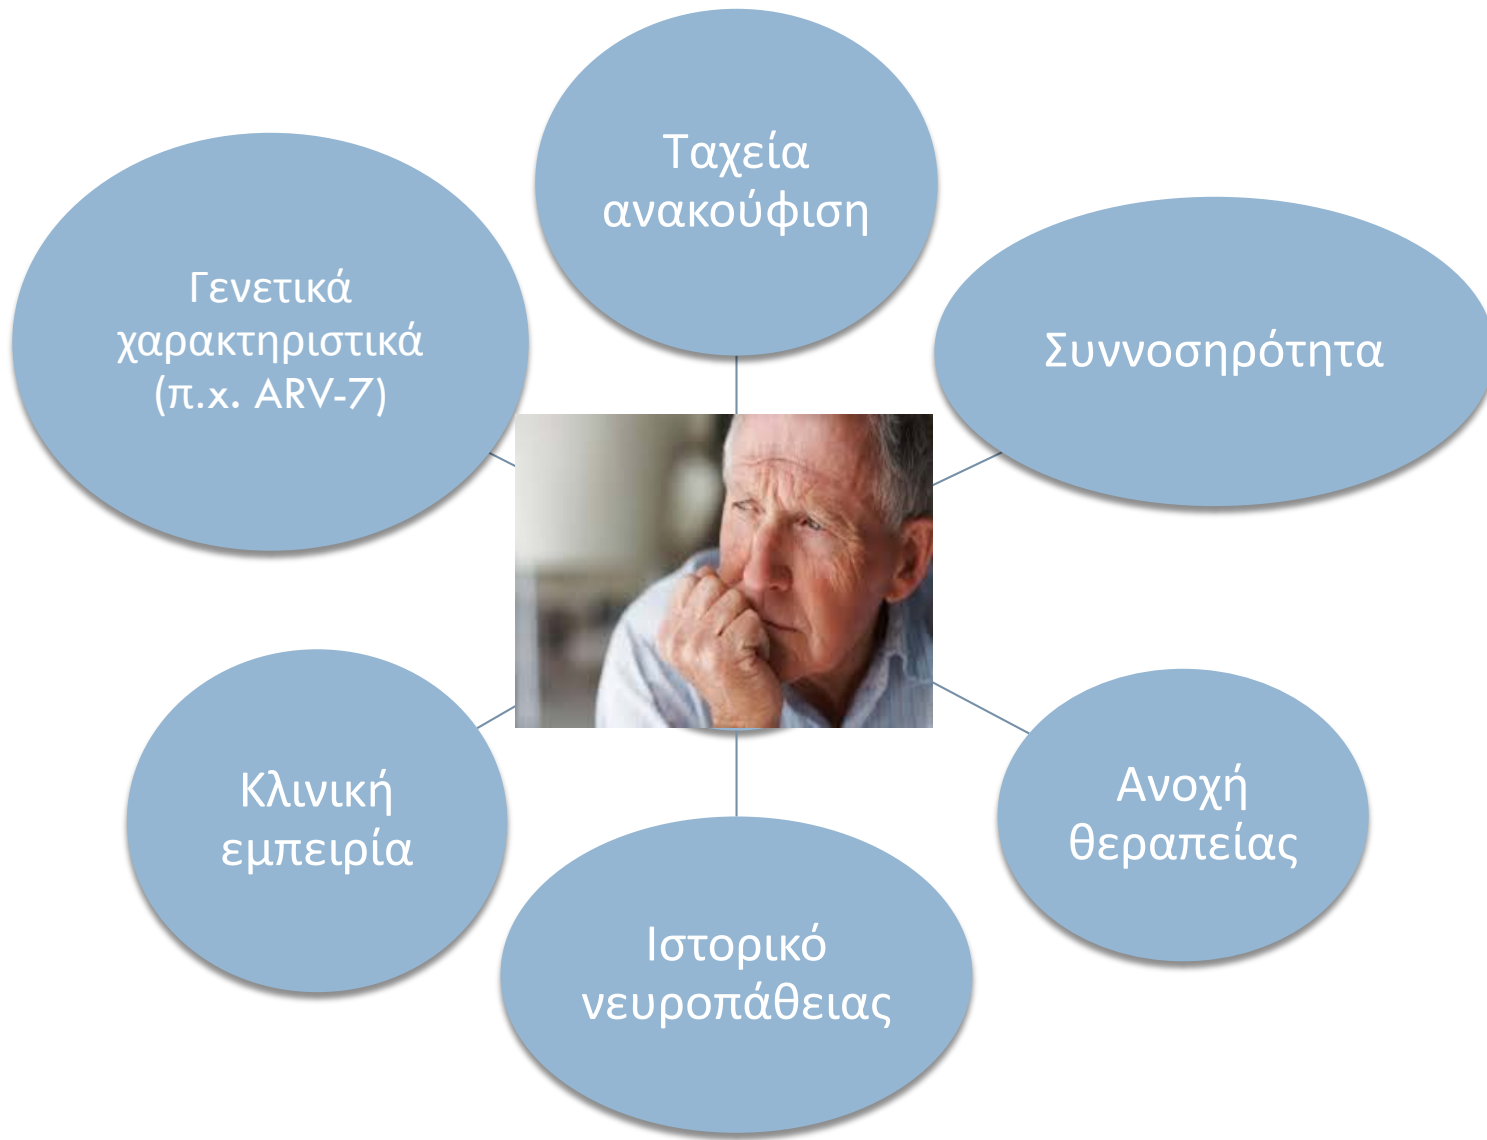 Ταχεία
ανακούφιση
Γενετικά
χαρακτηριστικά
(π.χ. ARV-7)
Συννοσηρότητα
Κλινική
εμπειρία
Ανοχή
θεραπείας
Ιστορικό
νευροπάθειας